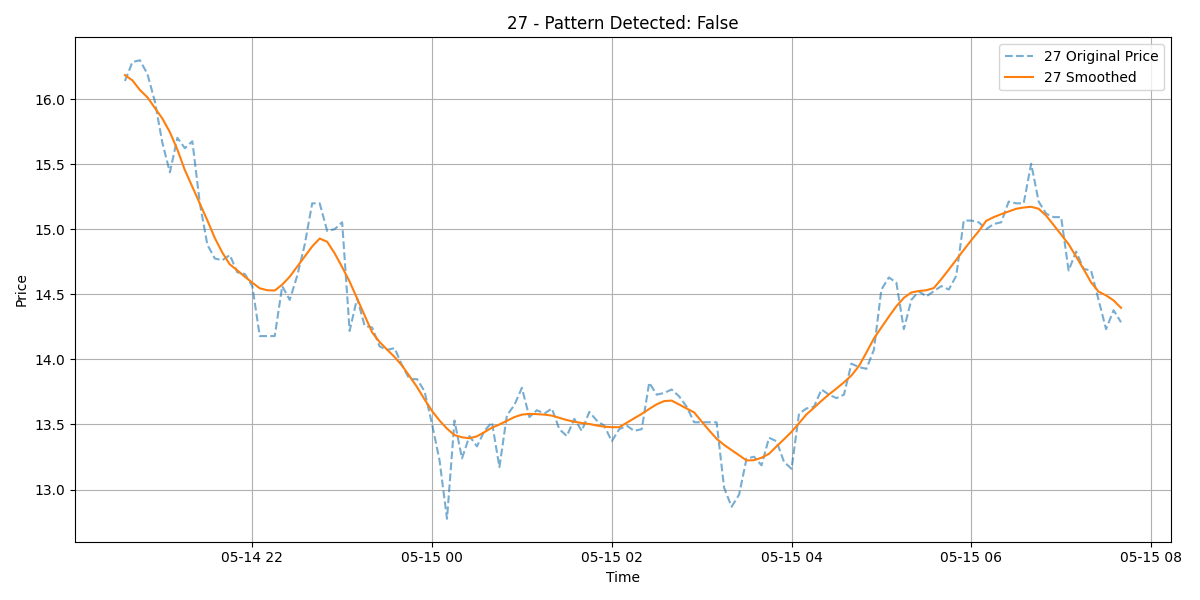 27 - Pattern Detected: False
27 Original Price
27 Smoothed
Price
16.0
15.5
15.0
14.5
14.0
13.5
13.0
05-14 22
05-15 00
05-15 02
05-15 04
05-15 06
05-15 08
Time